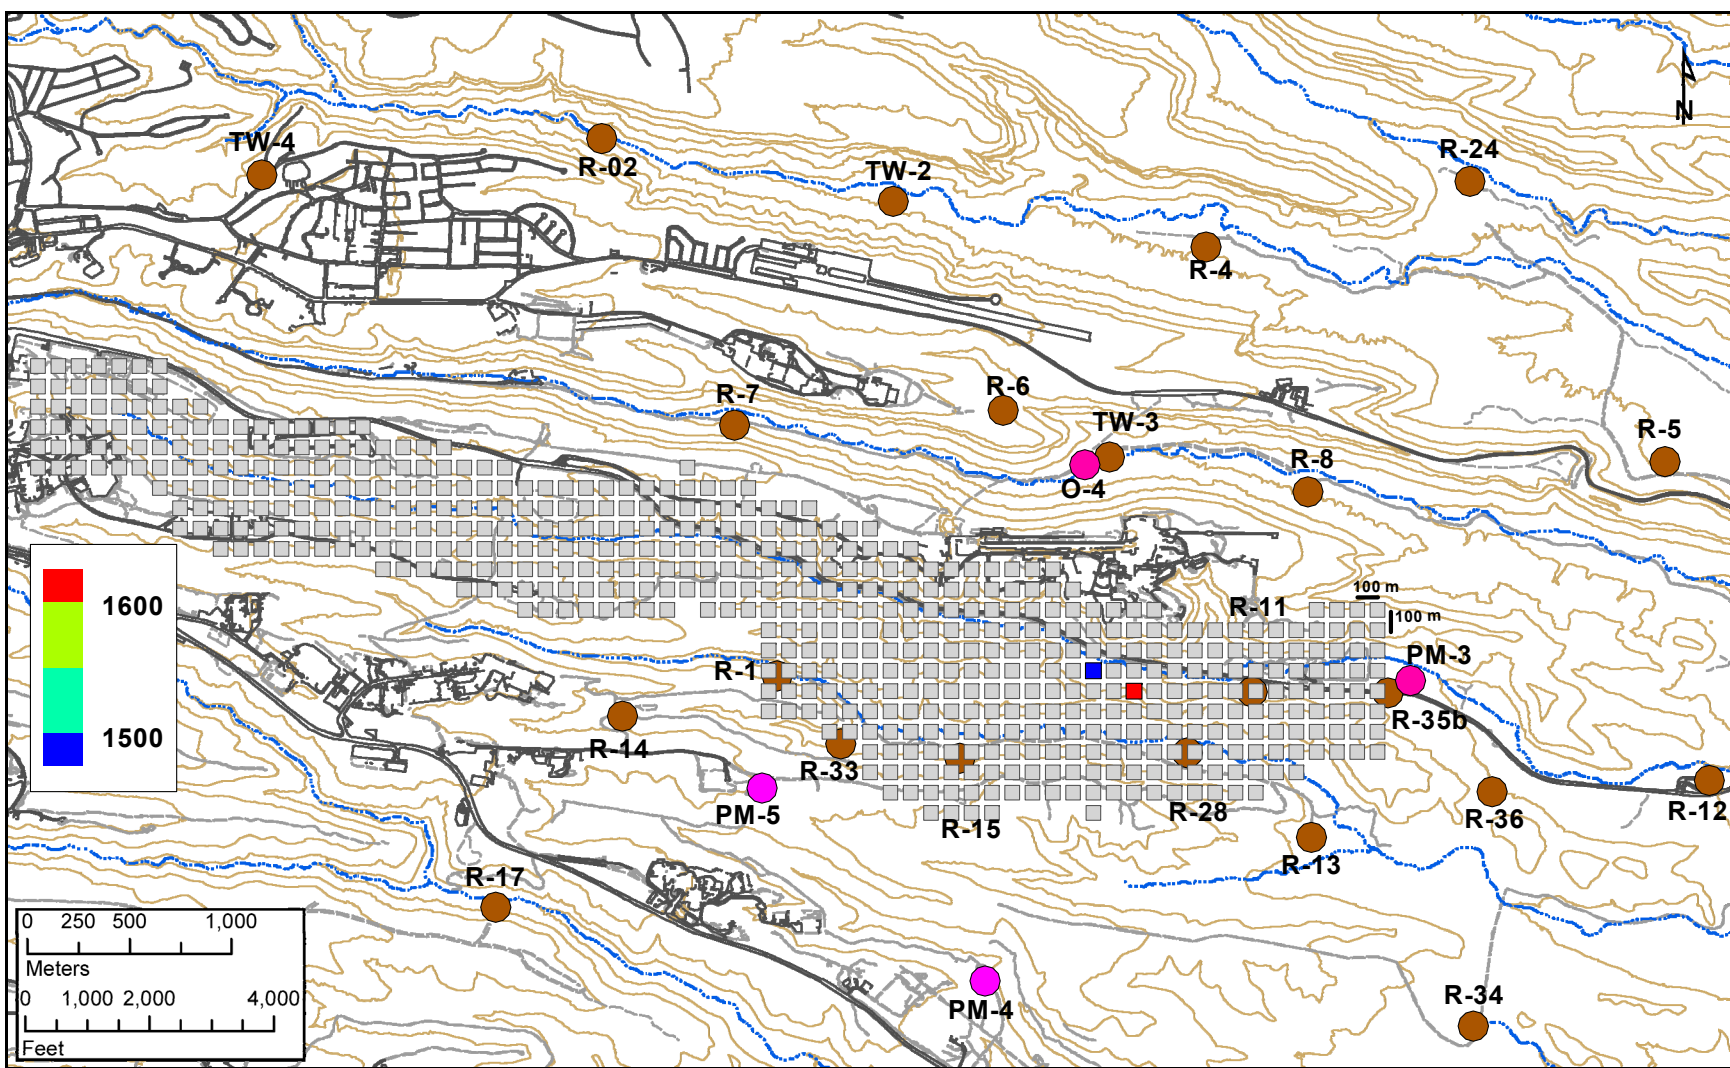 N
TW-4
R-02
TW-2
R-24
R-4
R-6
R-7
TW-3
R-5
R-8
O-4
1600
1500
100 m
100 m
R-11
R-1
PM-3
R-35b
R-14
R-33
PM-5
R-15
R-28
R-36
R-12
R-13
R-17
0 250 500 1,000
Meters
0 1,000 2,000 4,000
Feet
PM-4
R-34